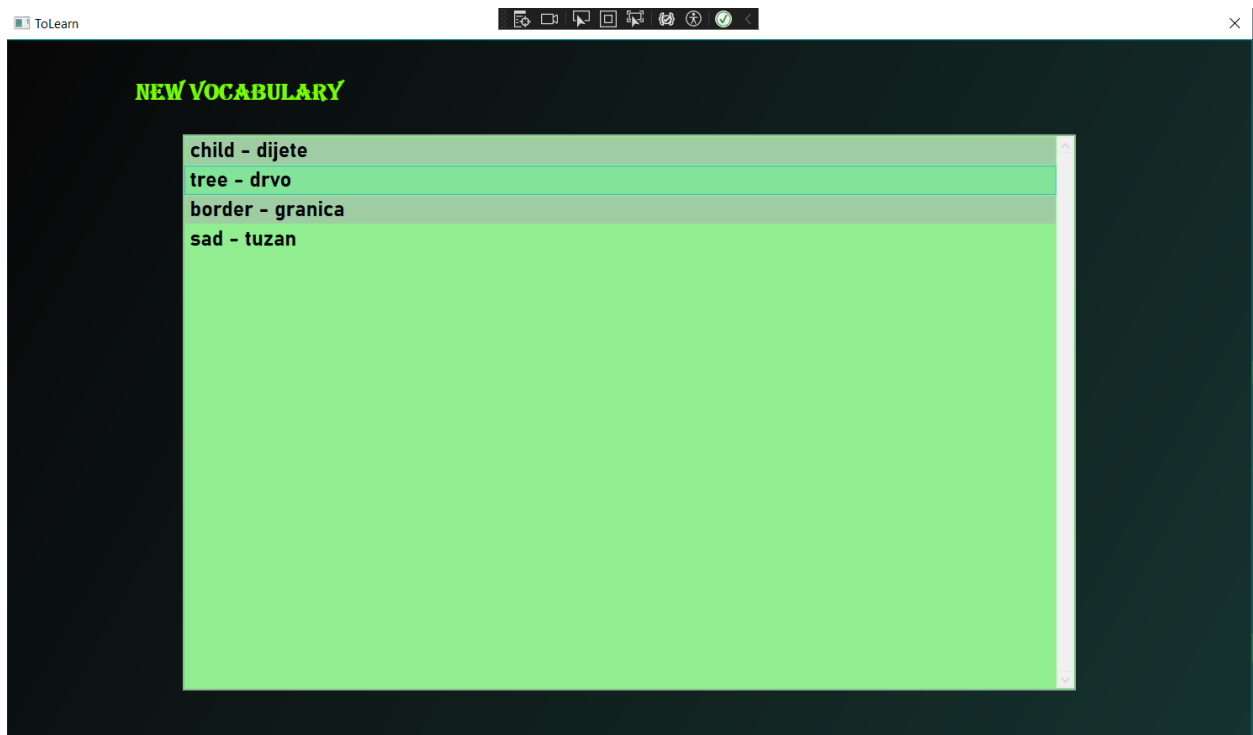 ToLearn
NEW VOCABULARY
child - dijete
tree - drvo
border - granica
sad - tuzan